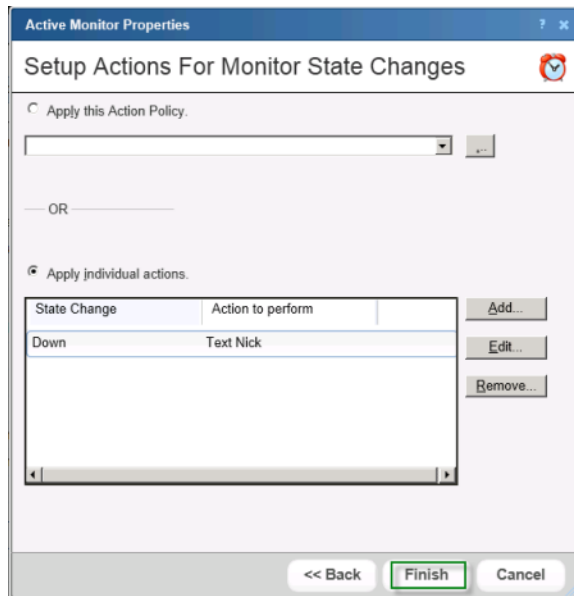 Active Monitor Properties ? x
Setup Actions For Monitor State Changes
Apply this Action Policy.
...
OR
Apply individual actions.
State Change Action to perform
Add...
Down Text Nick
Edit...
Remove...
<< Back Finish Cancel